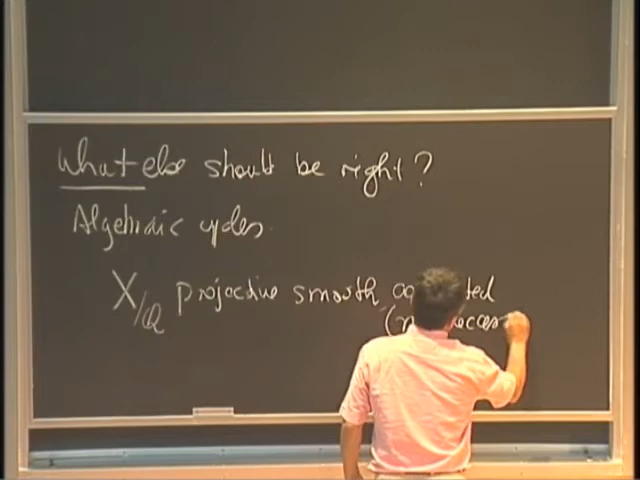 What else should be right?
Algebraic cycles.
X/Q projective smooth